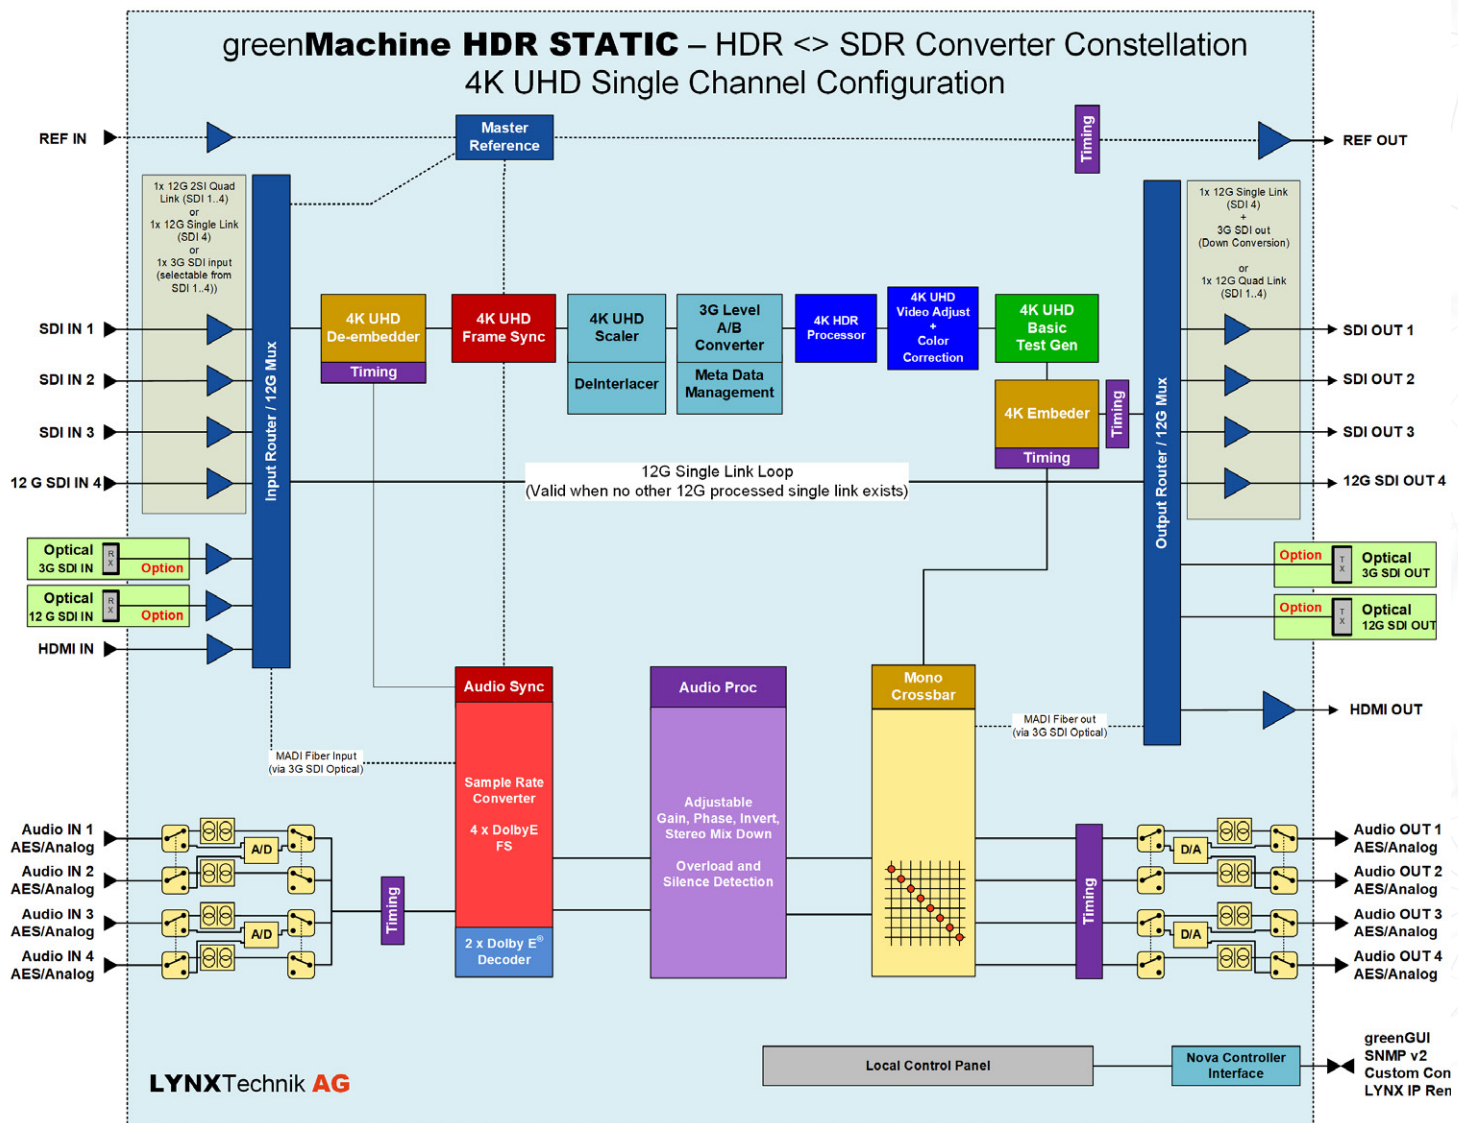 greenMachine HDR STATIC – HDR <> SDR Converter Constellation
4K UHD Single Channel Configuration
REF IN
Master
Reference
Timing
REF OUT
1x 12G 2SI Quad
Link (SDI 1..4)
or
1x 12G Single Link
(SDI 4)
or
1x 3G SDI input
(selectable from
SDI 1..4))
Input Router / 12G Mux
SDI IN 1
SDI IN 2
SDI IN 3
12 G SDI IN 4
4K UHD
De-embedder
Timing
4K UHD
Frame Sync
4K UHD
Scaler
DeInterlacer
3G Level
A/B
Converter
Meta Data
Management
4K HDR
Processor
4K UHD
Video Adjust
+
Color
Correction
4K UHD
Basic
Test Gen
4K Embeder
Timing
Timing
Output Router / 12G Mux
1x 12G Single Link
(SDI 4)
+
3G SDI out
(Down Conversion)
or
1x 12G Quad Link
(SDI 1..4)
SDI OUT 1
SDI OUT 2
SDI OUT 3
12G SDI OUT 4
12G Single Link Loop
(Valid when no other 12G processed single link exists)
Optical
3G SDI IN
RX
Option
Optical
12 G SDI IN
RX
Option
HDMI IN
Option
TX
Optical
3G SDI OUT
Option
TX
Optical
12G SDI OUT
HDMI OUT
MADI Fiber Input
(via 3G SDI Optical)
MADI Fiber out
(via 3G SDI Optical)
Audio Sync
Sample Rate
Converter
4 x DolbyE
FS
2 x Dolby E®
Decoder
Audio Proc
Adjustable
Gain, Phase, Invert,
Stereo Mix Down
Overload and
Silence Detection
Mono
Crossbar
Audio IN 1
AES/Analog
Audio IN 2
AES/Analog
Audio IN 3
AES/Analog
Audio IN 4
AES/Analog
A/D
A/D
Timing
Timing
D/A
D/A
Audio OUT 1
AES/Analog
Audio OUT 2
AES/Analog
Audio OUT 3
AES/Analog
Audio OUT 4
AES/Analog
Local Control Panel
Nova Controller
Interface
greenGUI
SNMP v2
Custom Con
LYNX IP Ren
LYNXTechnik AG